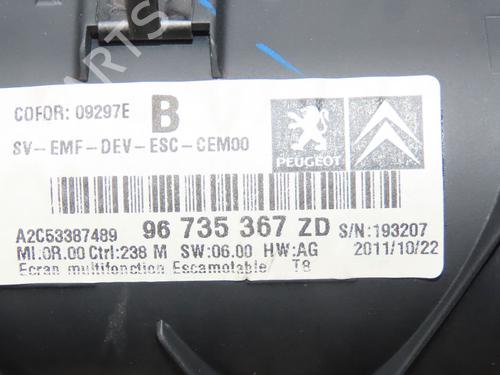 COFOR: 09297E B
SV-EMF-DEV-ESC-CEM00
PEUGEOT
A2C53387489 96 735 367 ZD S/N:193207
MI.OR.00 Ctrl:238 M SW:06.00 HW:AG 2011/10/22
Ecran multifonction Escamotable T8